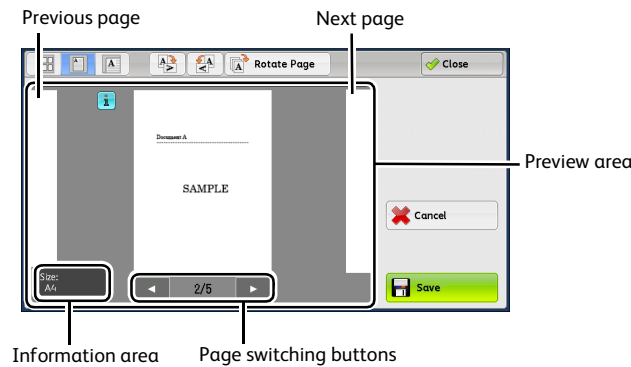 Previous page
Next page
Rotate Page
Close
Document A
SAMPLE
Preview area
Cancel
Size:
A4
2/5
Save
Information area
Page switching buttons